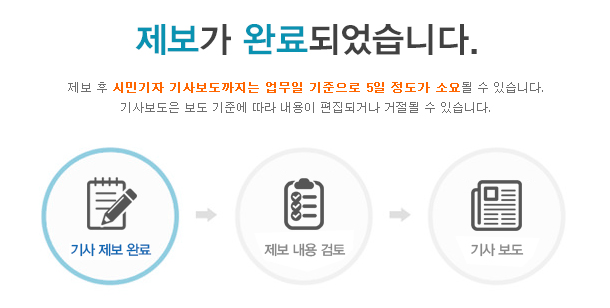 제보가 완료되었습니다.
제보 후 시민기자 기사보도까지는 업무일 기준으로 5일 정도가 소요될 수 있습니다.
기사보도은 보도 기준에 따라 내용이 편집되거나 거절될 수 있습니다.
기사 제보 완료
제보 내용 검토
기사 보도